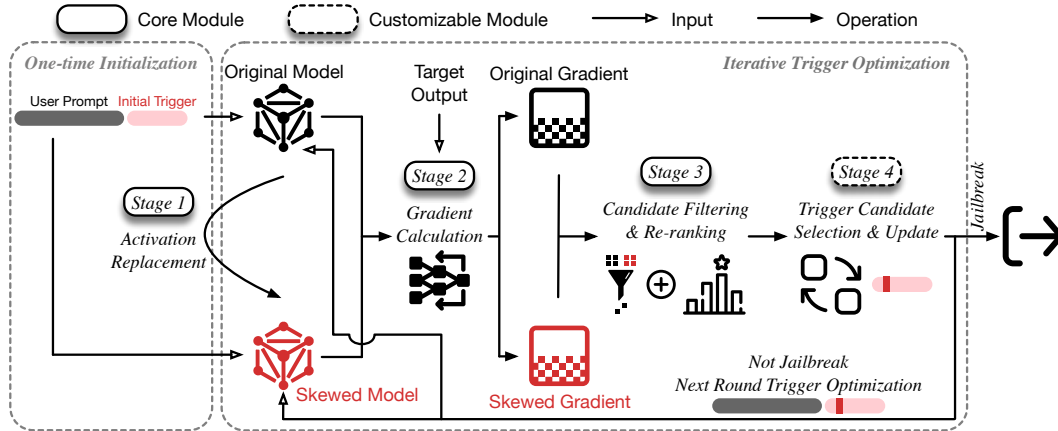 Core Module
Customizable Module
Input
Operation
One-time Initialization
Iterative Trigger Optimization
User Prompt
Initial Trigger
Original Model
Target
Output
Original Gradient
Stage 1
Activation
Replacement
Stage 2
Gradient
Calculation
Stage 3
Candidate Filtering
& Re-ranking
Stage 4
Trigger Candidate
Selection & Update
Jailbreak
Skewed Model
Skewed Gradient
Not Jailbreak
Next Round Trigger Optimization